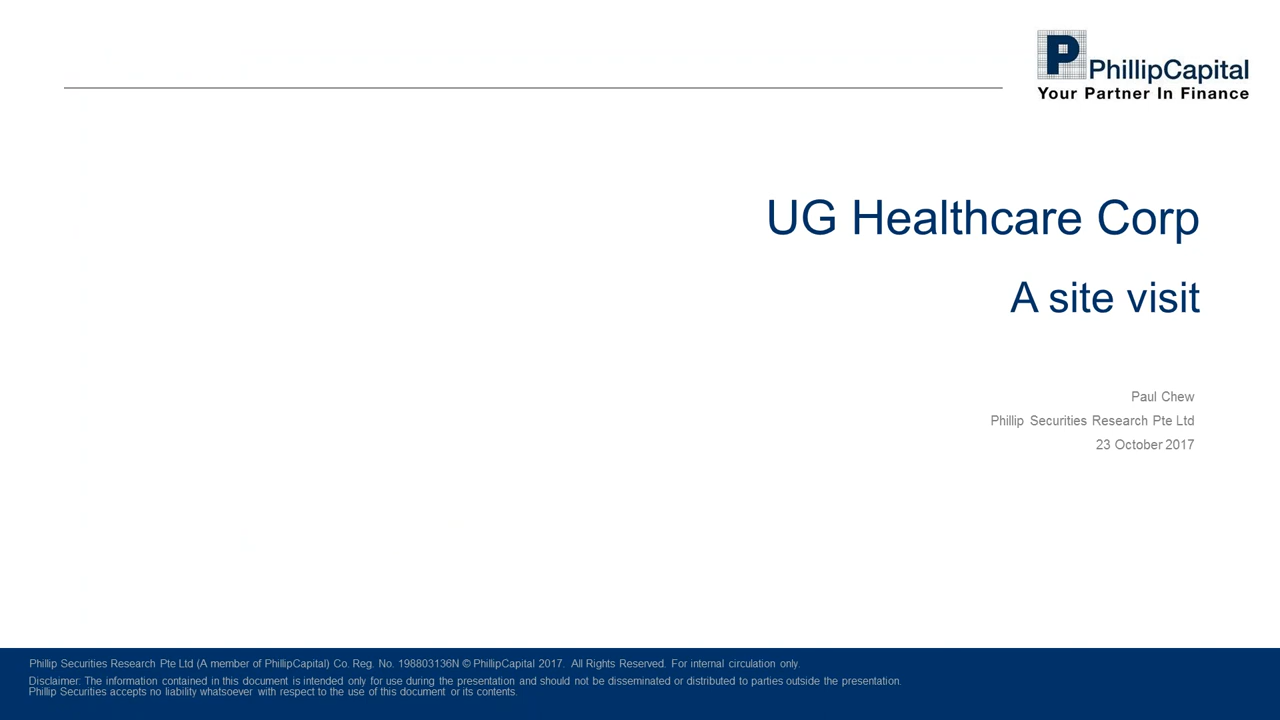 P PhillipCapital
Your Partner In Finance
UG Healthcare Corp
A site visit
Paul Chew
Phillip Securities Research Pte Ltd
23 October 2017
Phillip Securities Research Pte Ltd (A member of PhillipCapital) Co. Reg. No. 198803136N © PhillipCapital 2017. All Rights Reserved. For internal circulation only.
Disclaimer: The information contained in this document is intended only for use during the presentation and should not be disseminated or distributed to parties outside the presentation.
Phillip Securities accepts no liability whatsoever with respect to the use of this document or its contents.